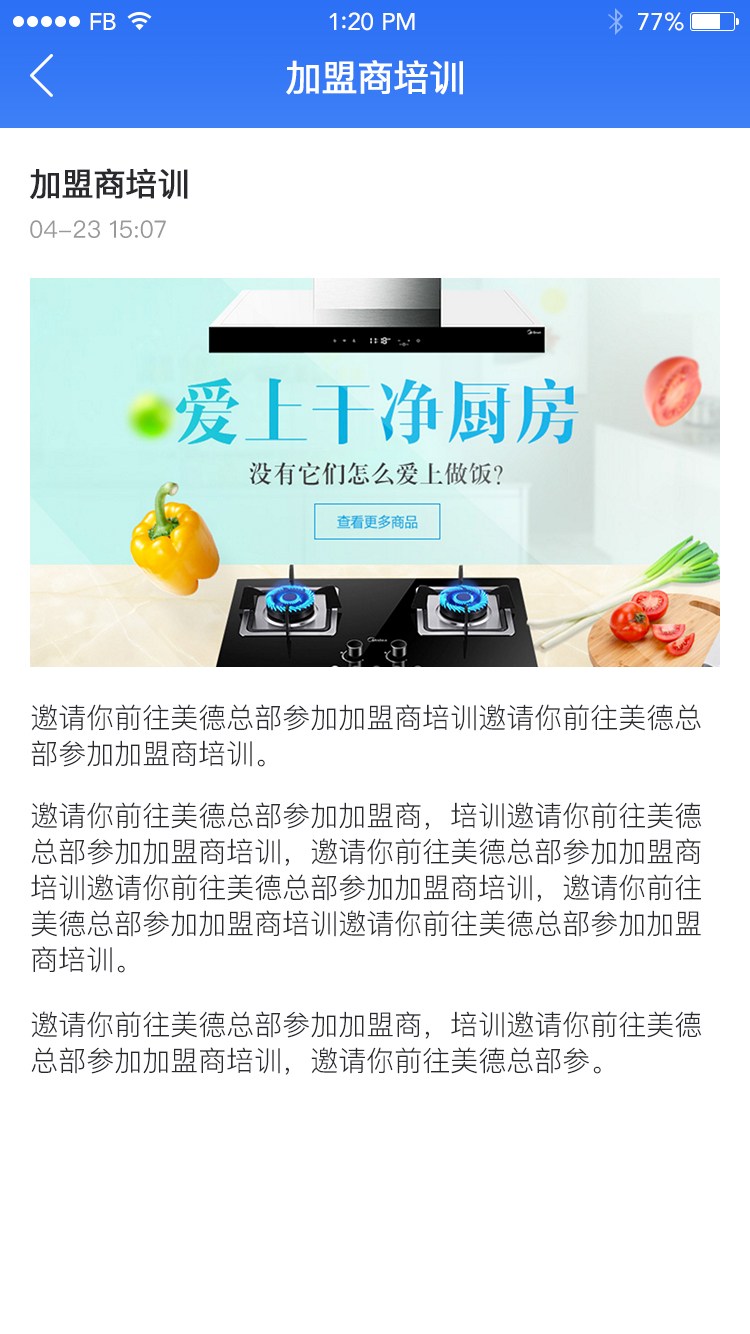 FB 1:20 PM 77%
加盟商培训
加盟商培训
04-23 15:07
爱上干净厨房
没有它们怎么爱上做饭?
查看更多商品
邀请你前往美德总部参加加盟商培训邀请你前往美德总
部参加加盟商培训。
邀请你前往美德总部参加加盟商，培训邀请你前往美德
总部参加加盟商培训，邀请你前往美德总部参加加盟商
培训邀请你前往美德总部参加加盟商培训，邀请你前往
美德总部参加加盟商培训邀请你前往美德总部参加加盟
商培训。
邀请你前往美德总部参加加盟商，培训邀请你前往美德
总部参加加盟商培训，邀请你前往美德总部参。